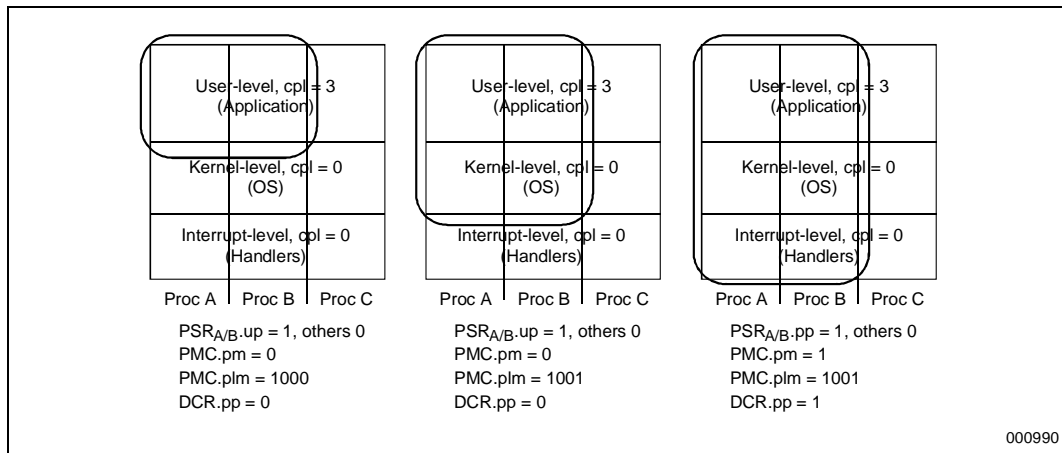 User-level, cpl = 3
(Application)
Kernel-level, cpl = 0
(OS)
Interrupt-level, cpl = 0
(Handlers)
Proc A Proc B Proc C
PSRA/B.up = 1, others 0
PMC.pm = 0
PMC.plm = 1000
DCR.pp = 0
User-level, cpl = 3
(Application)
Kernel-level, cpl = 0
(OS)
Interrupt-level, cpl = 0
(Handlers)
Proc A Proc B Proc C
PSRA/B.up = 1, others 0
PMC.pm = 0
PMC.plm = 1001
DCR.pp = 0
User-level, cpl = 3
(Application)
Kernel-level, cpl = 0
(OS)
Interrupt-level, cpl = 0
(Handlers)
Proc A Proc B Proc C
PSRA/B.pp = 1, others 0
PMC.pm = 1
PMC.plm = 1001
DCR.pp = 1
000990